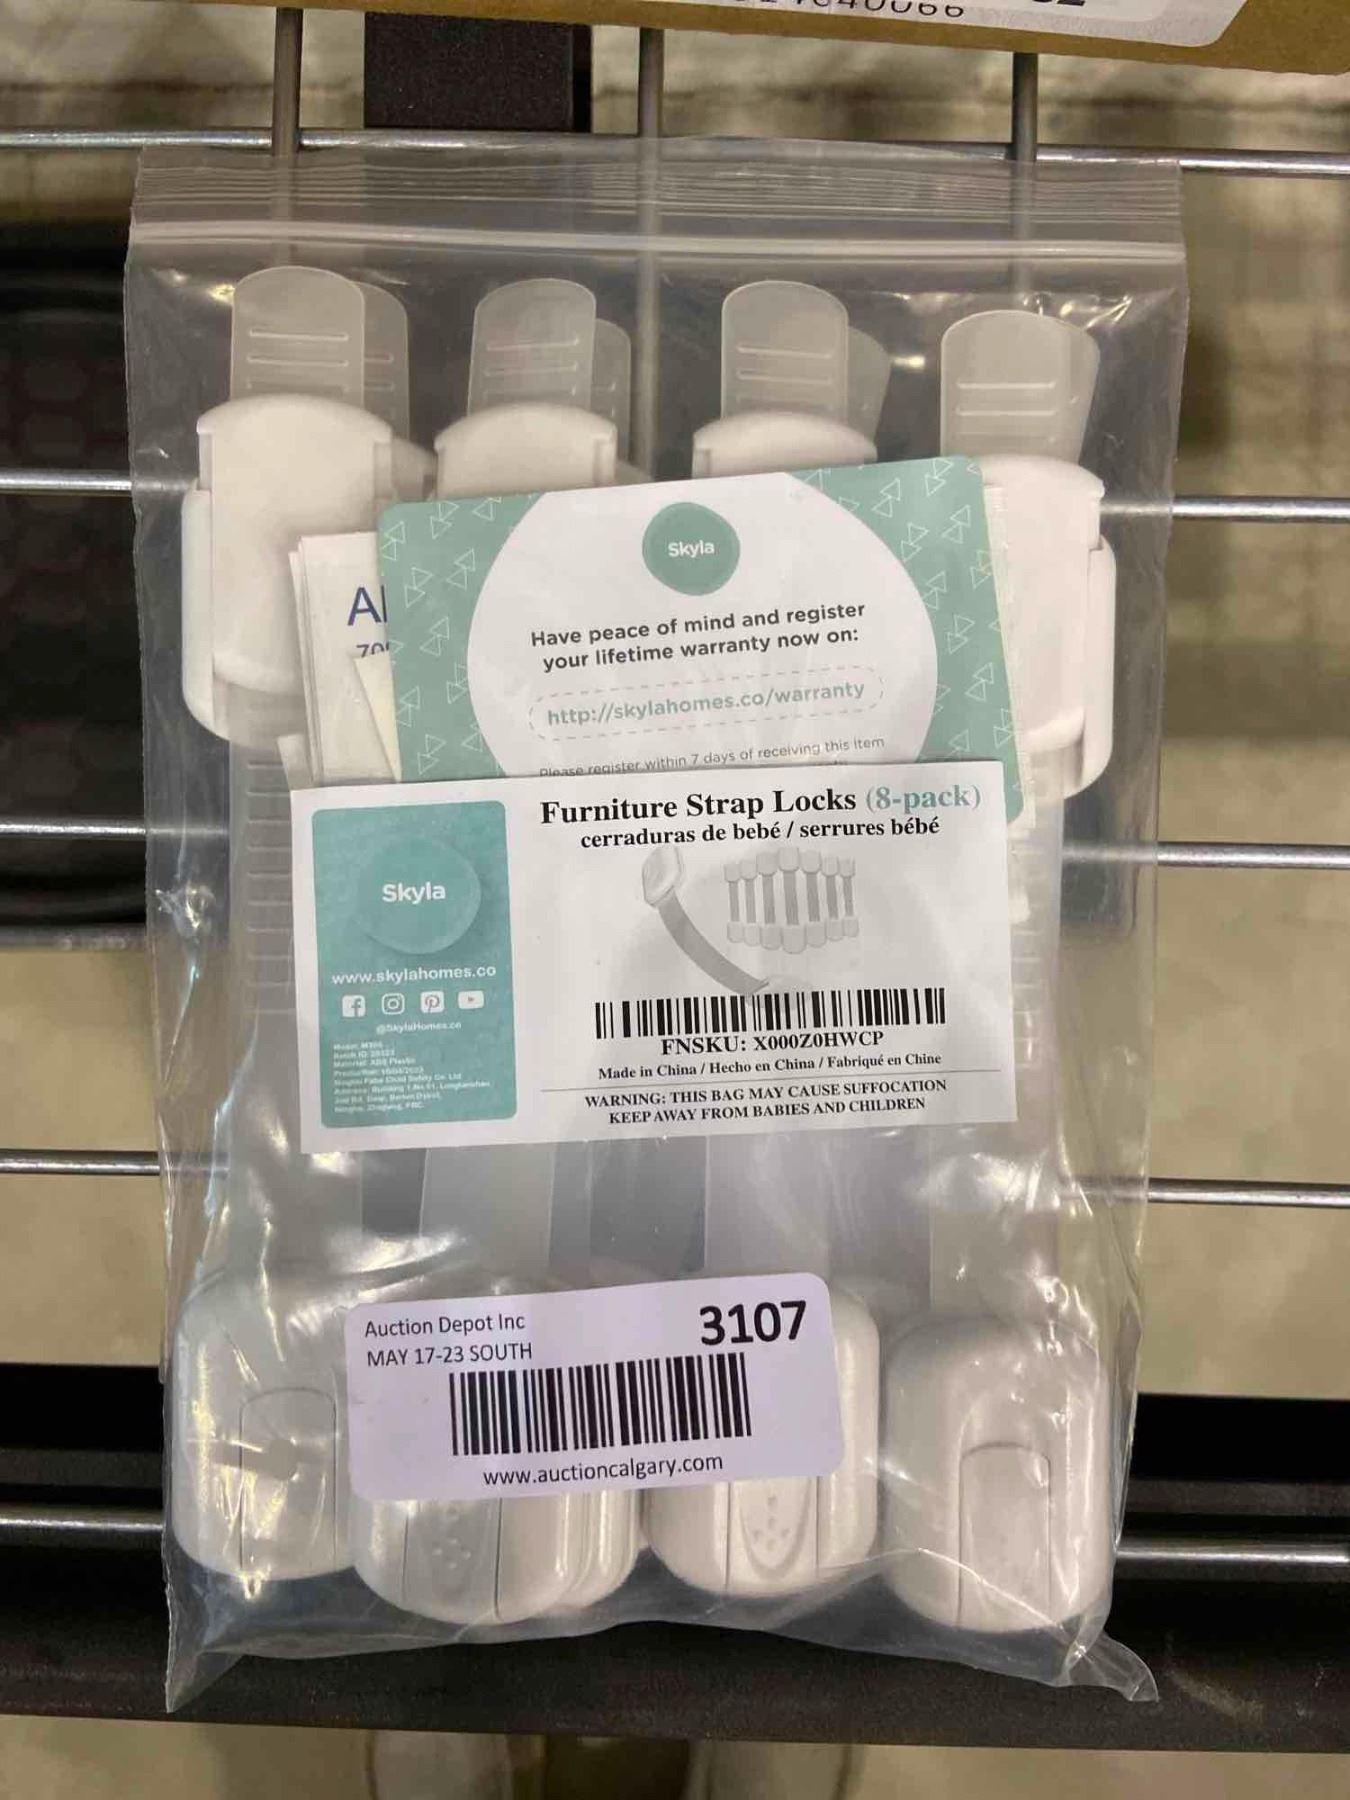 Skyla
Have peace of mind and register
your lifetime warranty now on:
http://skylahomes.co/warranty
Please register within 7 days of receiving this item
Furniture Strap Locks (8-pack)
cerraduras de bebé / serrures bébé
Skyla
www.skylahomes.co
@SkylaHomes.co
Material: ABS Plastic
FNSKU: X000Z0HWCP
Made in China / Hecho en China / Fabriqué en Chine
WARNING: THIS BAG MAY CAUSE SUFFOCATION
KEEP AWAY FROM BABIES AND CHILDREN
Auction Depot Inc
3107
MAY 17-23 SOUTH
www.auctioncalgary.com